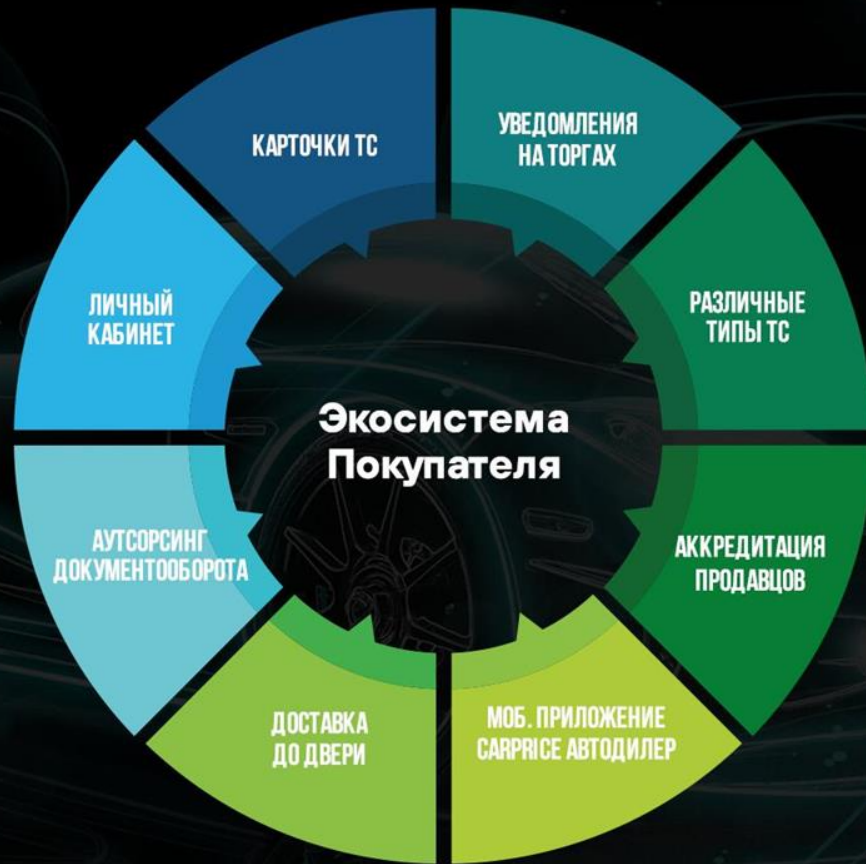 КАРТОЧКИ ТС
УВЕДОМЛЕНИЯ
НА ТОРГАХ
ЛИЧНЫЙ
КАБИНЕТ
РАЗЛИЧНЫЕ
ТИПЫ ТС
Экосистема
Покупателя
АУТСОРСИНГ
ДОКУМЕНТООБОРОТА
АККРЕДИТАЦИЯ
ПРОДАВЦОВ
ДОСТАВКА
ДО ДВЕРИ
МОБ. ПРИЛОЖЕНИЕ
CARPRICE АВТОДИЛЕР